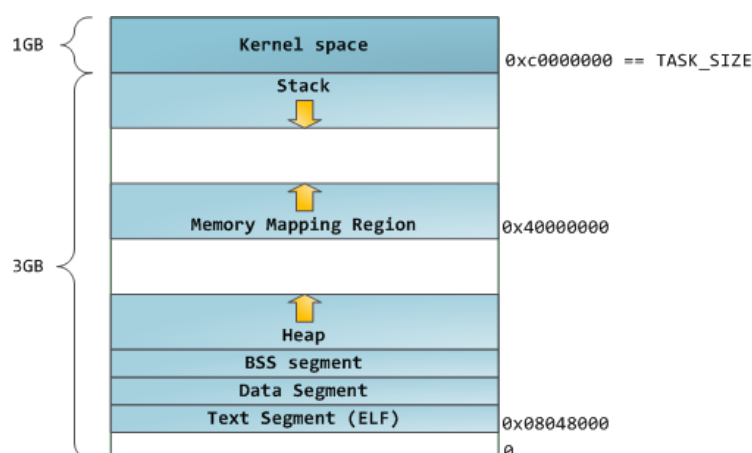 1GB
Kernel space
0xc0000000 == TASK_SIZE
Stack
Memory Mapping Region
0x40000000
3GB
Heap
BSS segment
Data Segment
Text Segment (ELF)
0x08048000
0